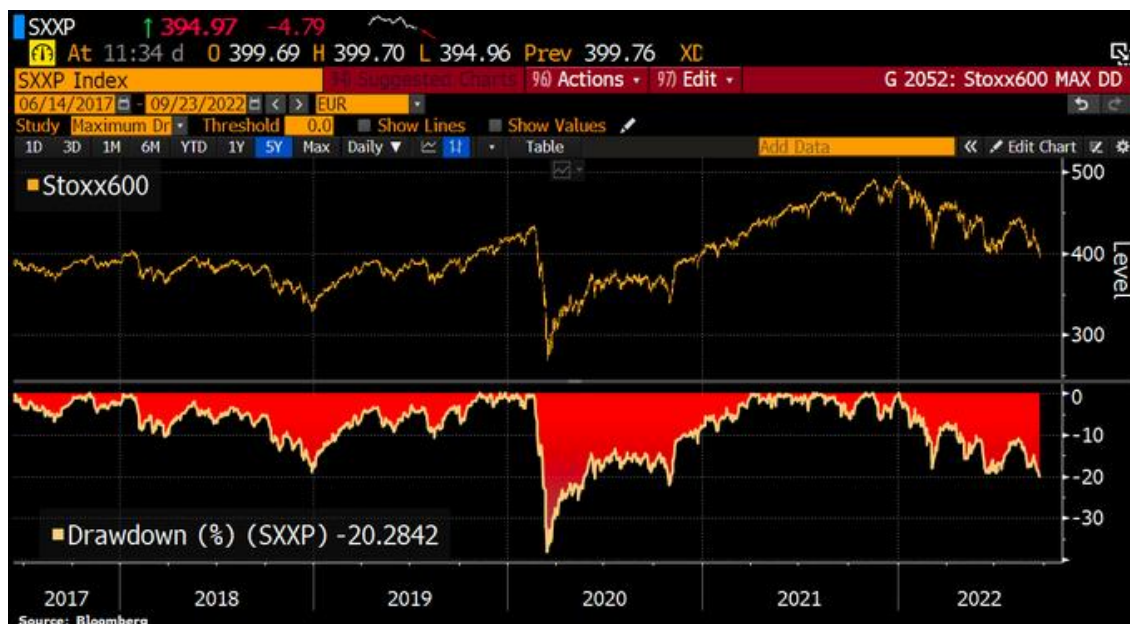 SXXP ↑ 394.97 -4.79
At 11:34 d O 399.69 H 399.70 L 394.96 Prev 399.76 XD
SXXP Index 94) Suggested Charts 96) Actions 97) Edit G 2052: Stoxx600 MAX DD
06/14/2017 - 09/23/2022 < > EUR
Study Maximum Dr Threshold 0.0 Show Lines Show Values
1D 3D 1M 6M YTD 1Y 5Y Max Daily ▼ Table Add Data « Edit Chart
Stoxx600
500
400
300
Level
0
-10
-20
-30
Drawdown (%) (SXXP) -20.2842
2017 2018 2019 2020 2021 2022
Source: Bloomberg